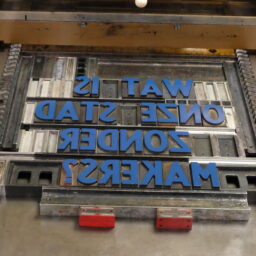 WAT IS
ONZE STAD
ZONDER
MAKERS?